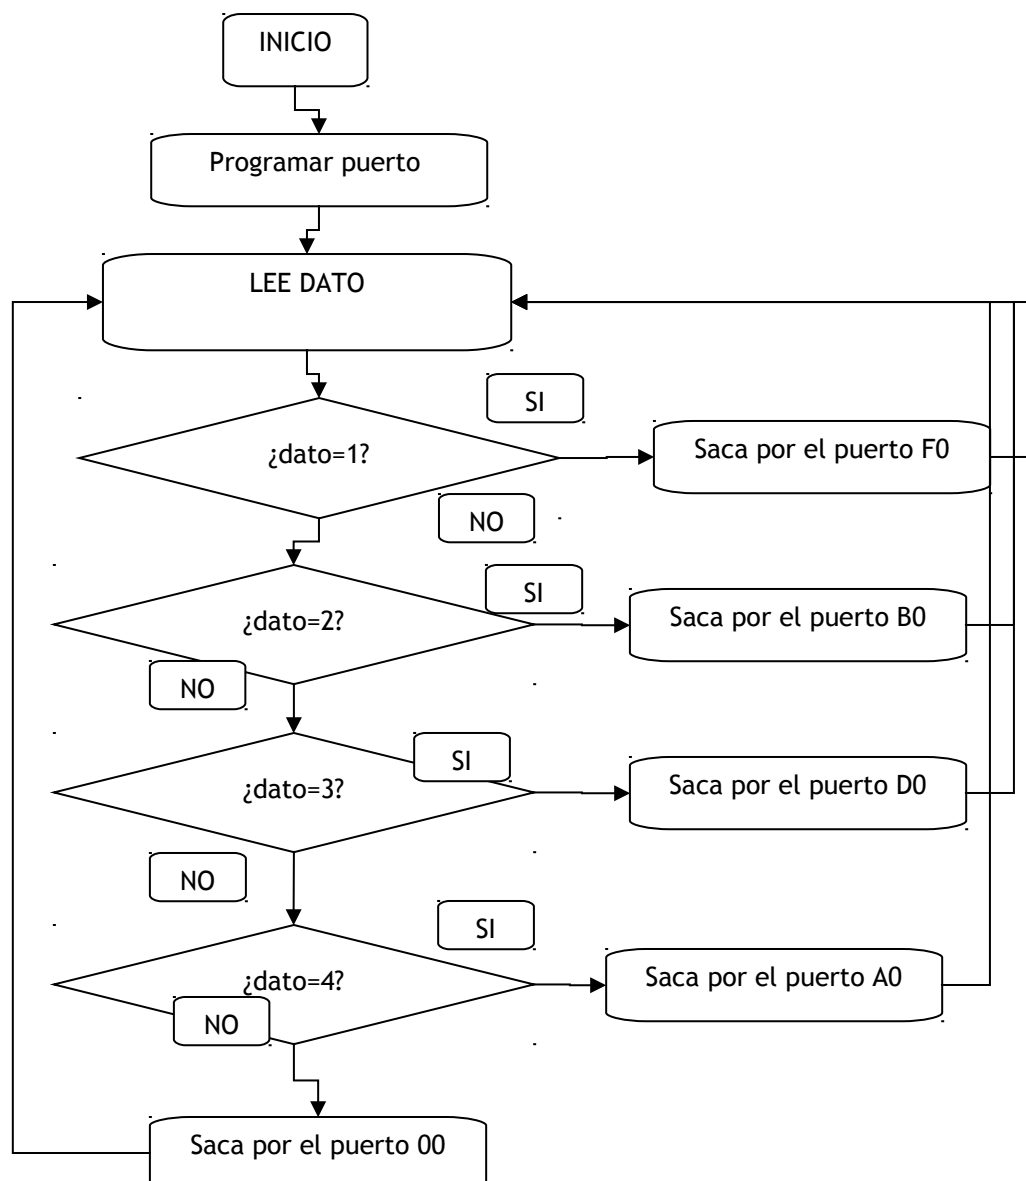 INICIO
Programar puerto
LEE DATO
SI
¿dato=1?
Saca por el puerto F0
NO
SI
¿dato=2?
Saca por el puerto B0
NO
SI
¿dato=3?
Saca por el puerto D0
NO
SI
¿dato=4?
Saca por el puerto A0
NO
Saca por el puerto 00